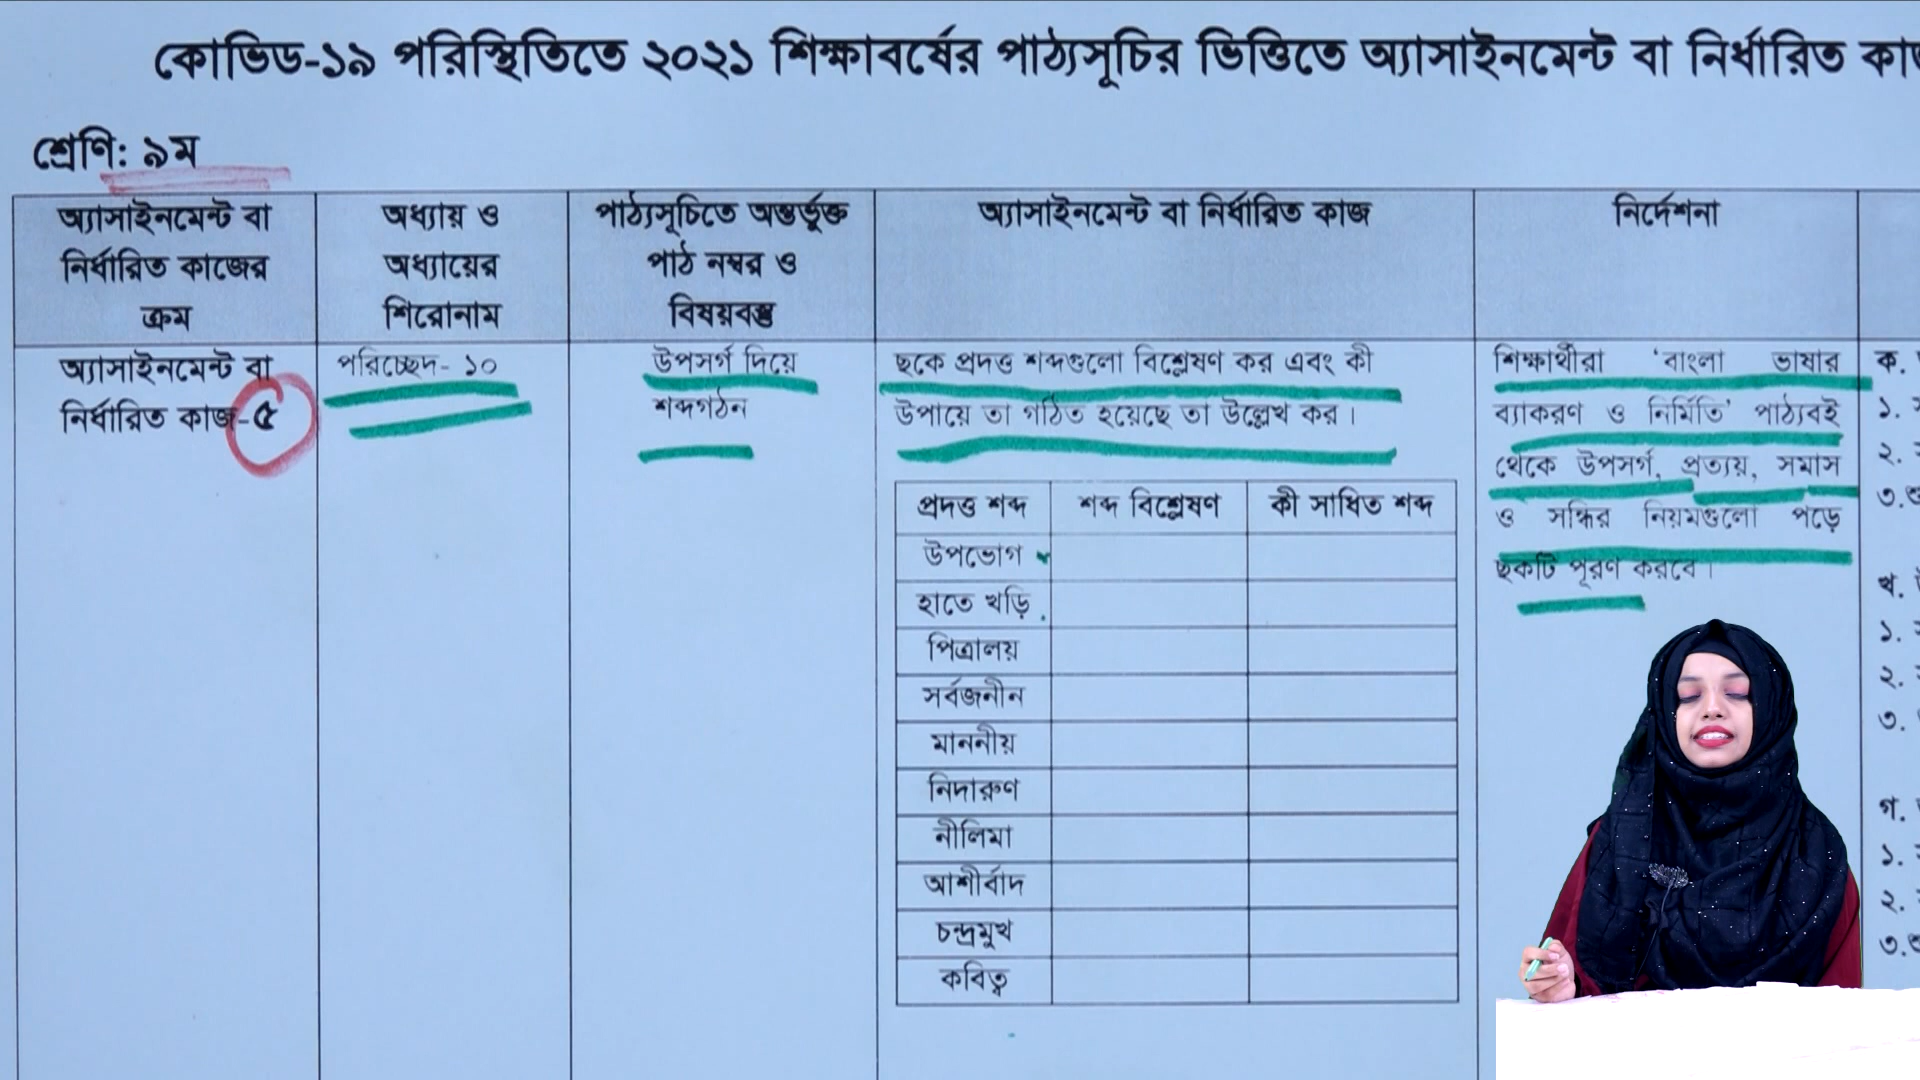 কোভিড-১৯ পরিস্থিতিতে ২০২১ শিক্ষাবর্ষের পাঠ্যসূচির ভিত্তিতে অ্যাসাইনমেন্ট বা নির্ধারিত
শ্রেণি: ৯ম
অ্যাসাইনমেন্ট বা
নির্ধারিত কাজের
ক্রম
অধ্যায় ও
অধ্যায়ের
শিরোনাম
পাঠ্যসূচিতে অন্তর্ভুক্ত
পাঠ নম্বর ও
বিষয়বস্তু
অ্যাসাইনমেন্ট বা নির্ধারিত কাজ
নির্দেশনা
অ্যাসাইনমেন্ট বা
নির্ধারিত কাজ-৫
পরিচ্ছেদ- ১০
উপসর্গ দিয়ে
শব্দগঠন
ছকে প্রদত্ত শব্দগুলো বিশ্লেষণ কর এবং কী
উপায়ে তা গঠিত হয়েছে তা উল্লেখ কর।
প্রদত্ত শব্দ শব্দ বিশ্লেষণ কী সাধিত শব্দ
উপভোগ
হাতে খড়ি
পিত্রালয়
সর্বজনীন
মাননীয়
নিদারুণ
নীলিমা
আশীর্বাদ
চন্দ্রমুখ
কবিত্ব
শিক্ষার্থীরা ‘বাংলা ভাষার
ব্যাকরণ ও নির্মিতি’ পাঠ্যবই
থেকে উপসর্গ, প্রত্যয়, সমাস
ও সন্ধির নিয়মগুলো পড়ে
ছকটি পূরণ করবে।
ক.
১.
২.
৩.
খ.
১.
২.
৩.
গ.
১.
২.
৩.